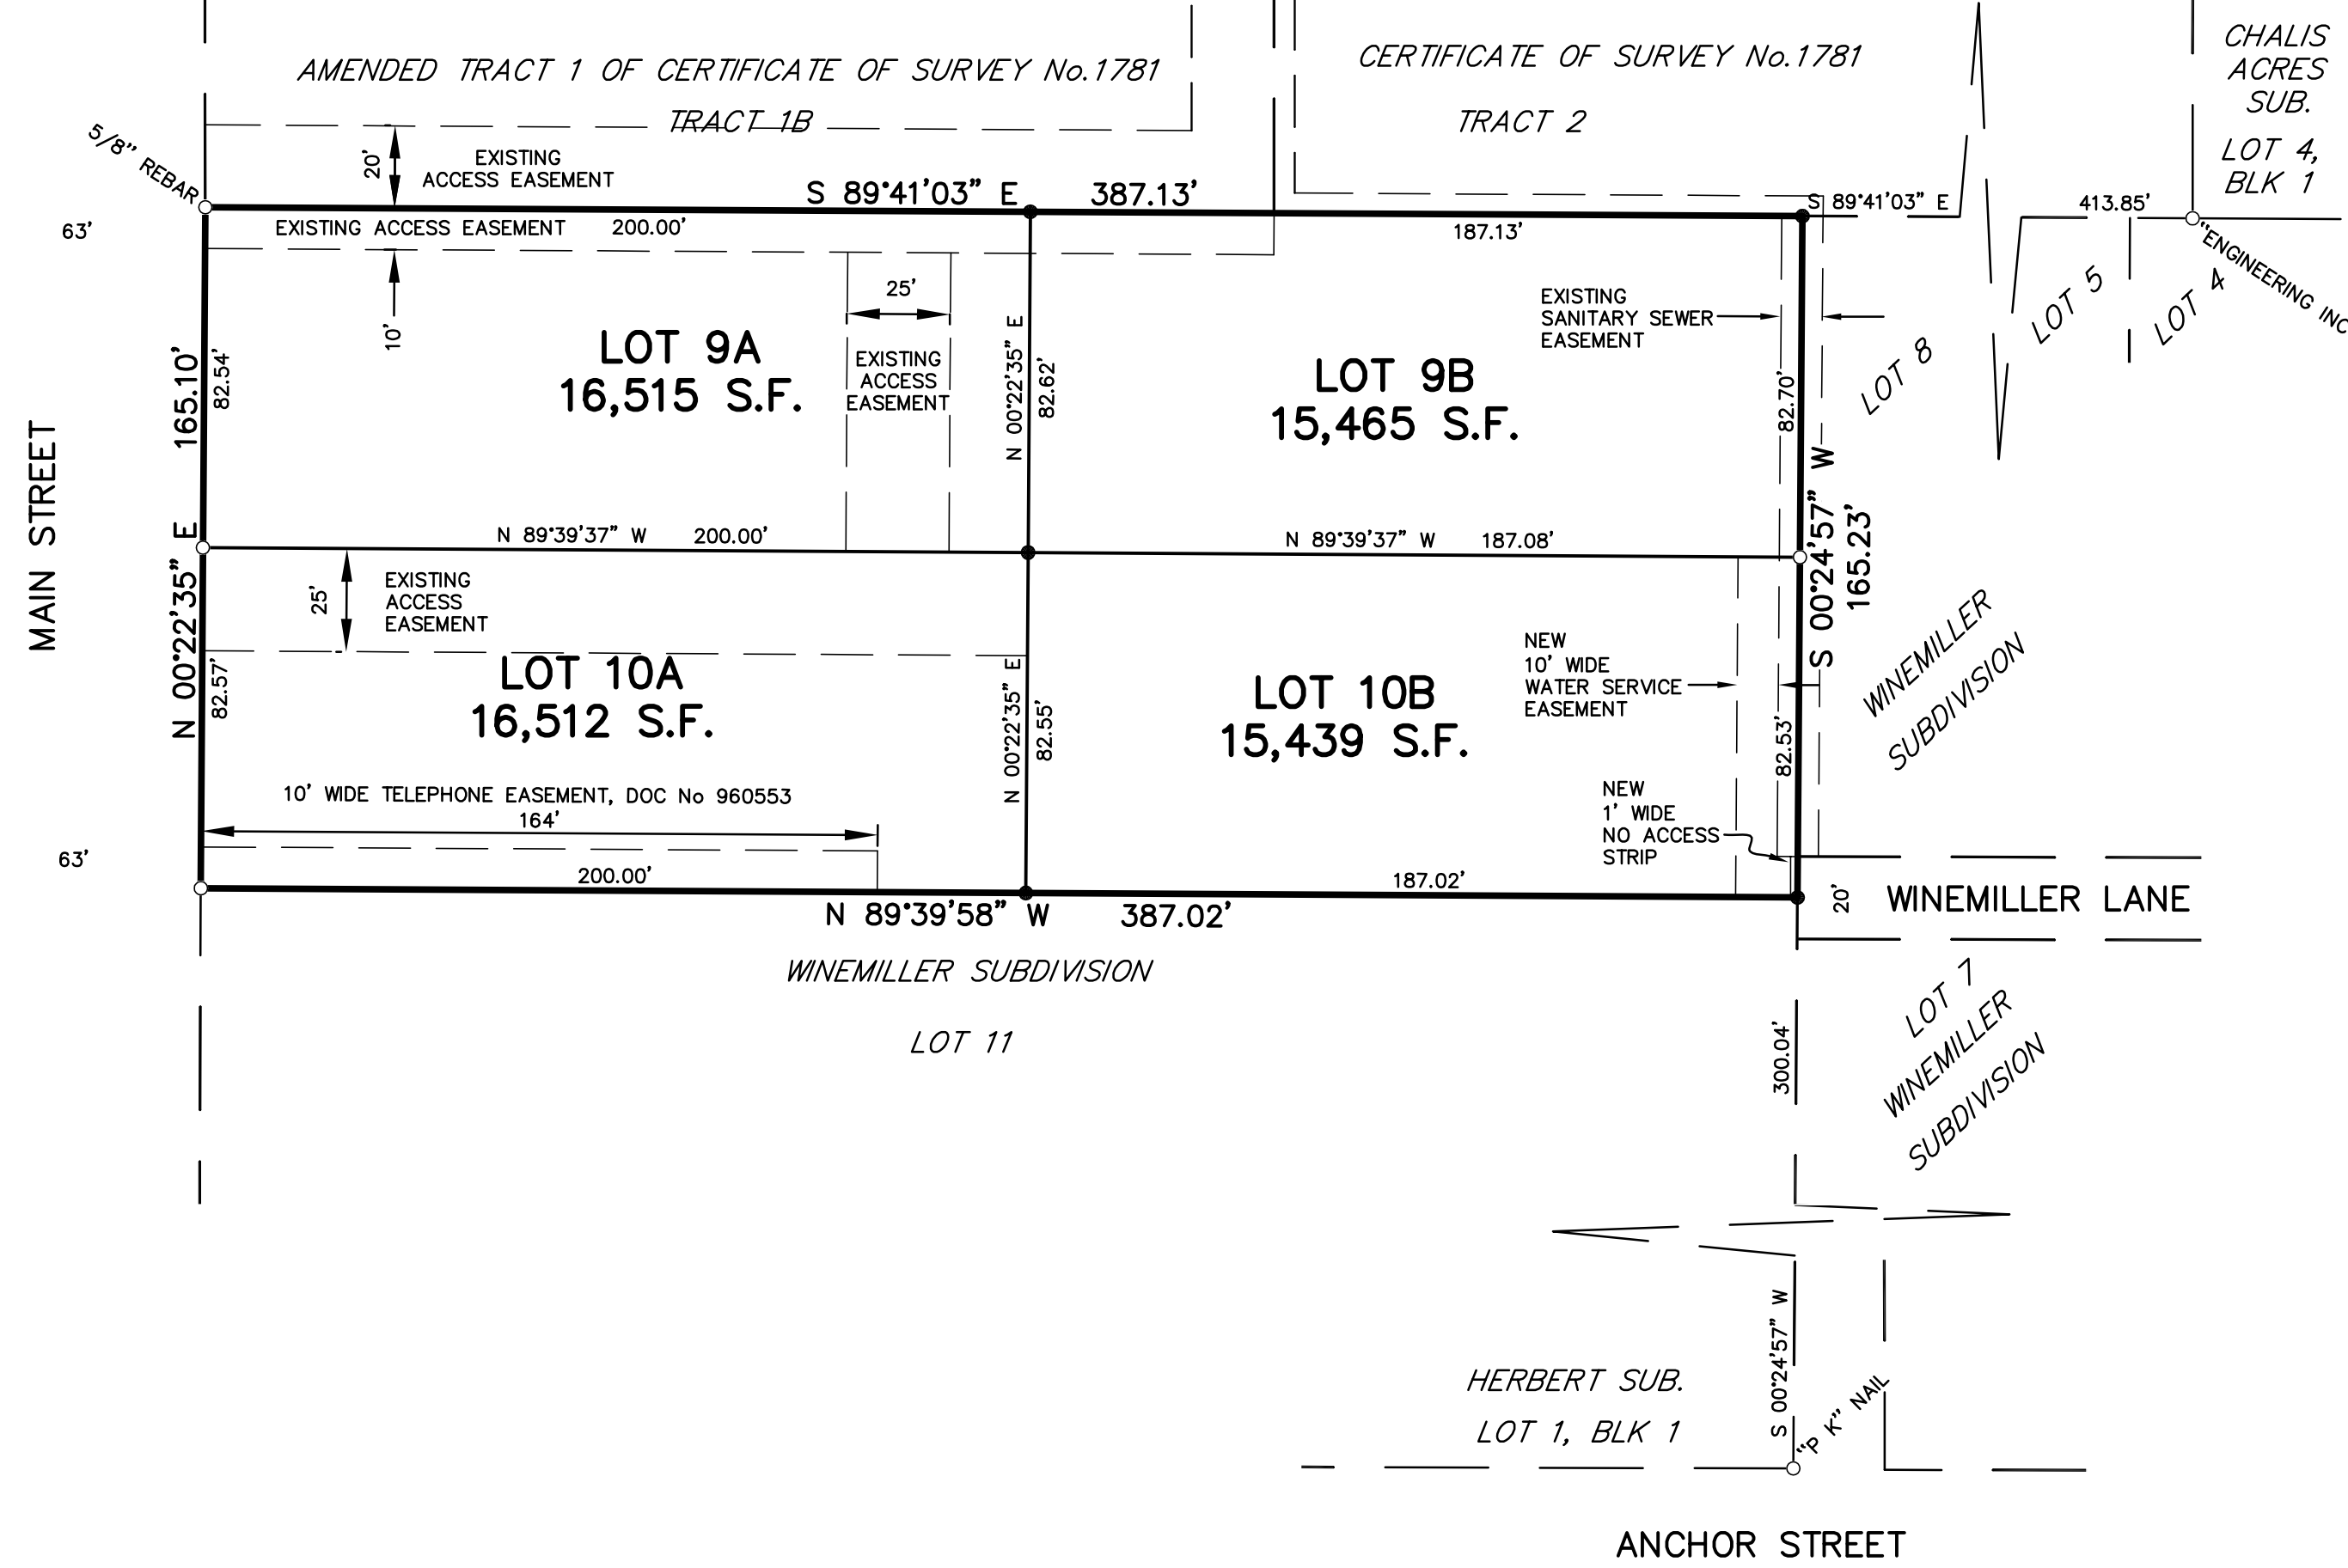 AMENDED TRACT 1 OF CERTIFICATE OF SURVEY No.1781
TRACT 1B
CERTIFICATE OF SURVEY No.1781
TRACT 2
CHALIS
ACRES
SUB.
LOT 4,
BLK 1
5/8" REBAR
20'
EXISTING
ACCESS EASEMENT
S 89°41'03" E 387.13'
S 89°41'03" E
413.85'
63'
EXISTING ACCESS EASEMENT 200.00'
187.13'
"ENGINEERING INC
10'
25'
EXISTING
SANITARY SEWER
EASEMENT
LOT 8
LOT 5
LOT 4
165.10'
82.54'
LOT 9A
16,515 S.F.
EXISTING
ACCESS
EASEMENT
N 00°22'35" E
82.62'
LOT 9B
15,465 S.F.
82.70'
MAIN STREET
N 00°22'35" E
N 89°39'37" W 200.00'
N 89°39'37" W 187.08'
S 00°24'57" W
165.23'
25'
EXISTING
ACCESS
EASEMENT
WINEMILLER
SUBDIVISION
82.57'
LOT 10A
16,512 S.F.
N 00°22'35" E
82.55'
LOT 10B
15,439 S.F.
NEW
10' WIDE
WATER SERVICE
EASEMENT
82.53'
10' WIDE TELEPHONE EASEMENT, DOC No 960553
164'
NEW
1' WIDE
NO ACCESS
STRIP
63'
200.00'
187.02'
20'
WINEMILLER LANE
N 89°39'58" W 387.02'
WINEMILLER SUBDIVISION
LOT 11
300.04'
LOT 7
WINEMILLER
SUBDIVISION
S 00°24'57" W
HERBERT SUB.
LOT 1, BLK 1
"P K" NAIL
ANCHOR STREET